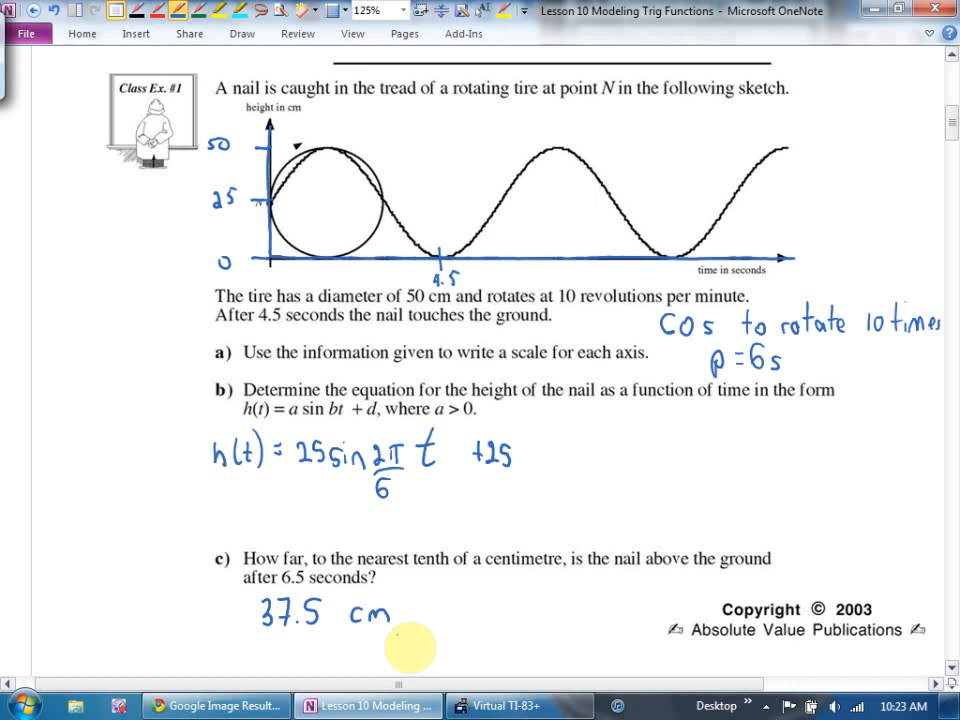 125% Lesson 10 Modeling Trig Functions - Microsoft OneNote
File Home Insert Share Draw Review View Pages Add-Ins
Class Ex. #1
A nail is caught in the tread of a rotating tire at point N in the following sketch.
height in cm
50
25
0
4.5
time in seconds
The tire has a diameter of 50 cm and rotates at 10 revolutions per minute.
After 4.5 seconds the nail touches the ground.
60s to rotate 10 times
p = 6s
a) Use the information given to write a scale for each axis.
b) Determine the equation for the height of the nail as a function of time in the form
h(t) = a sin bt + d, where a > 0.
h(t) = 25 sin 2π/6 t +25
c) How far, to the nearest tenth of a centimetre, is the nail above the ground
after 6.5 seconds?
37.5 cm
Copyright © 2003
Absolute Value Publications
Google Image Result... Lesson 10 Modeling ... Virtual TI-83+ Desktop 10:23 AM